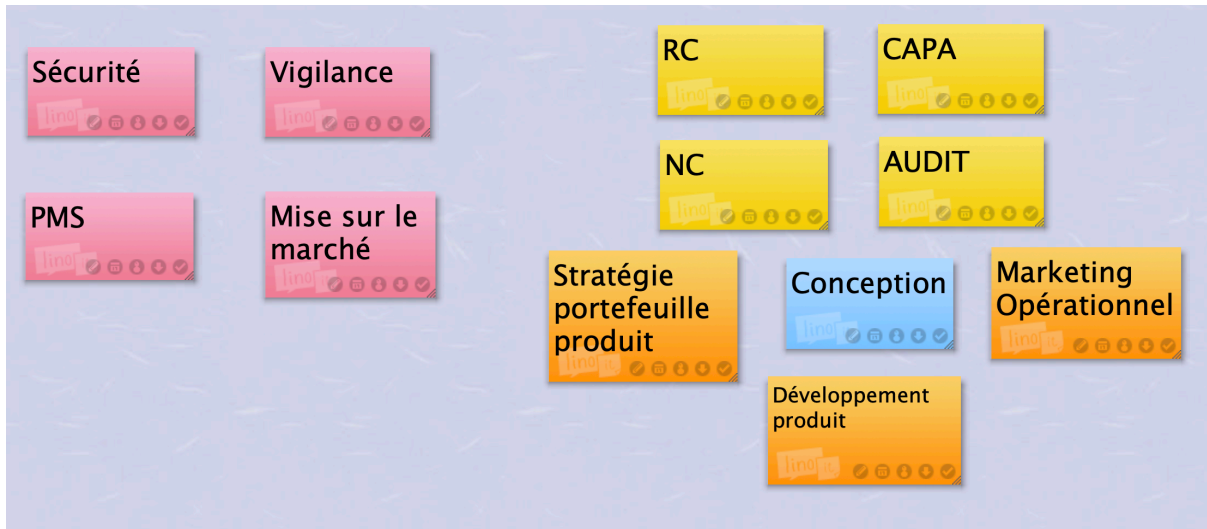 Sécurité
Vigilance
PMS
Mise sur le
marché
RC
CAPA
NC
AUDIT
Stratégie
portefeuille
produit
Conception
Marketing
Opérationnel
Développement
produit